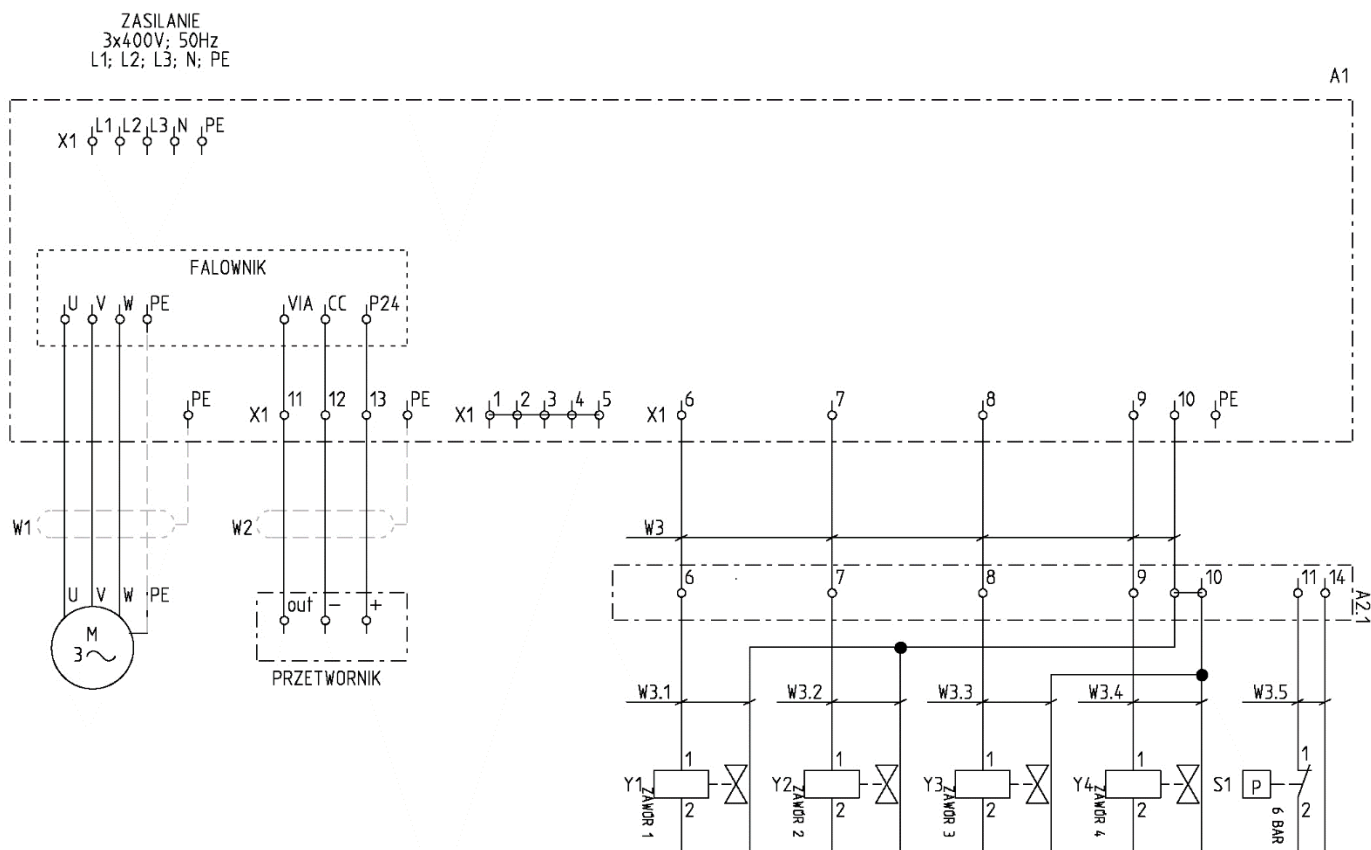 ZASILANIE
3x400V; 50Hz
L1; L2; L3; N; PE
A1
X1 L1 L2 L3 N PE
FALOWNIK
U V W PE VIA CC P24
PE X1 11 12 13 PE X1 1 2 3 4 5 X1 6 7 8 9 10 PE
W1 W2 W3
6 7 8 9 10 11 14
A2.1
U V W PE out - +
M
3~
PRZETWORNIK
W3.1 W3.2 W3.3 W3.4 W3.5
1 1 1 1 1
Y1 Y2 Y3 Y4 S1 P
2 2 2 2 2
ZAWÓR 1
ZAWÓR 2
ZAWÓR 3
ZAWÓR 4
6 BAR